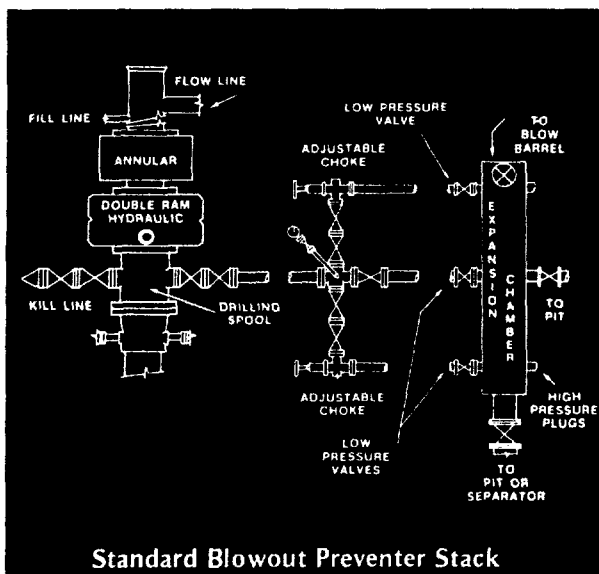 FLOW LINE
FILL LINE
ANNULAR
DOUBLE RAM
HYDRAULIC
KILL LINE
DRILLING
SPOOL
LOW PRESSURE
VALVE
ADJUSTABLE
CHOKE
ADJUSTABLE
CHOKE
LOW
PRESSURE
VALVES
TO
BLOW
BARREL
EXPANSION
CHAMBER
TO
PIT
HIGH
PRESSURE
PLUGS
TO
PIT OR
SEPARATOR
Standard Blowout Preventer Stack